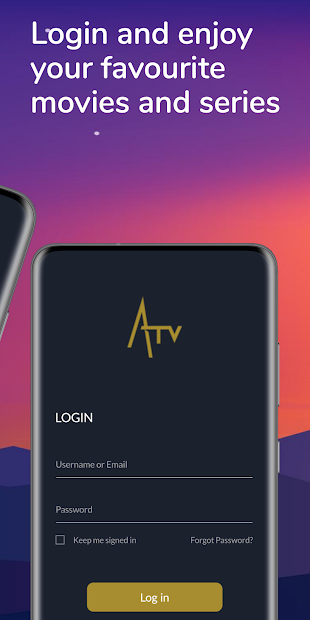 Login and enjoy
your favourite
movies and series
ATV
LOGIN
Username or Email
Password
Keep me signed in Forgot Password?
Log in